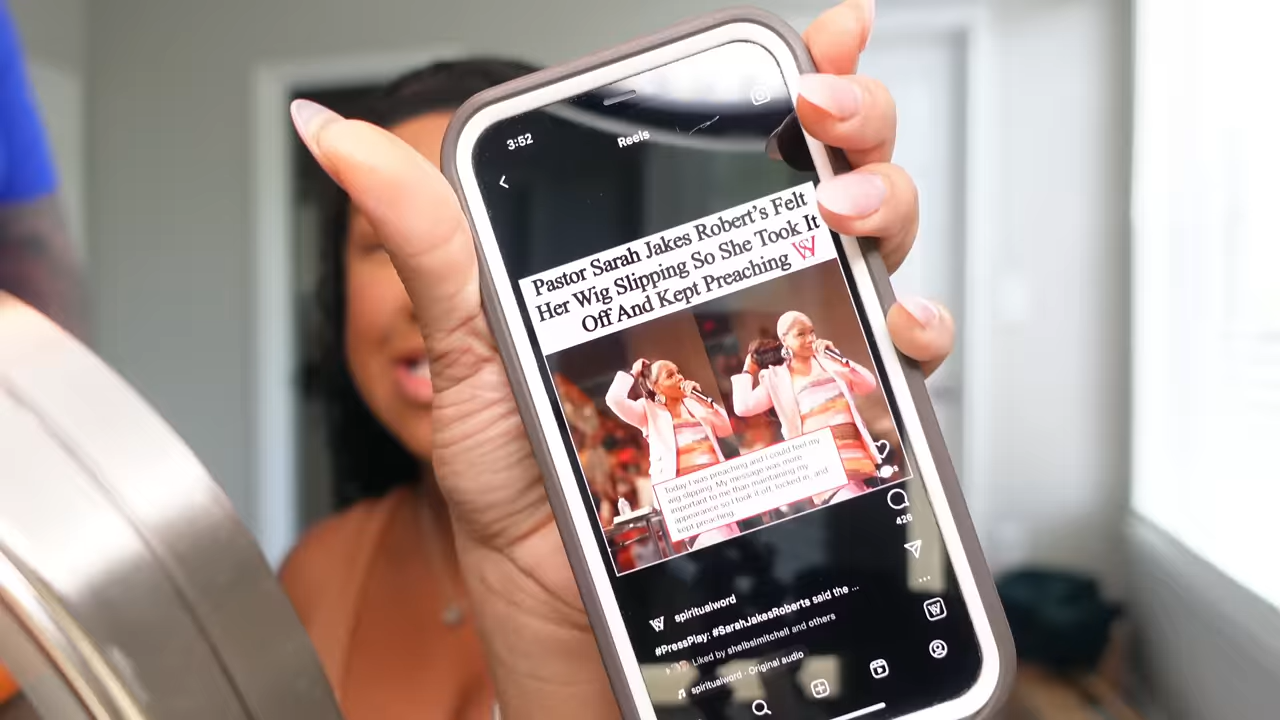 3:52
Reels
Pastor Sarah Jakes Robert's Felt
Her Wig Slipping So She Took It
Off And Kept Preaching W
Today I was preaching and I could feel my
wig slipping. My message was more
important to me than maintaining my
appearance so I took it off, locked in, and
kept preaching.
426
W spiritualword
#PressPlay: #SarahJakesRoberts said the ...
Liked by shelbslmitchell and others
spiritualword · Original audio